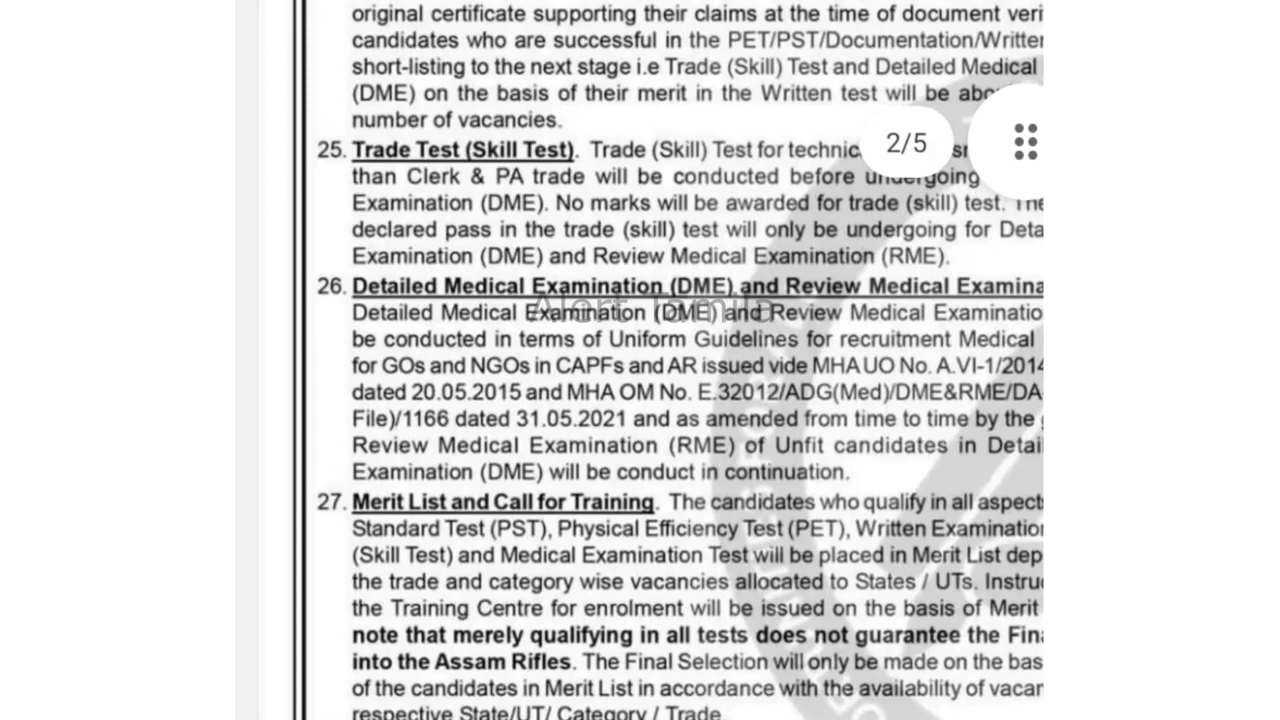 original certificate supporting their claims at the time of document veri
candidates who are successful in the PET/PST/Documentation/Writte
short-listing to the next stage i.e Trade (Skill) Test and Detailed Medical
(DME) on the basis of their merit in the Written test will be abo
number of vacancies.
2/5
25. Trade Test (Skill Test). Trade (Skill) Test for technic
than Clerk & PA trade will be conducted before undergoing
Examination (DME). No marks will be awarded for trade (skill) test. The
declared pass in the trade (skill) test will only be undergoing for Deta
Examination (DME) and Review Medical Examination (RME).
26. Detailed Medical Examination (DME) and Review Medical Examina
Alert Tamila
Detailed Medical Examination (DME) and Review Medical Examinatio
be conducted in terms of Uniform Guidelines for recruitment Medical
for GOs and NGOs in CAPFs and AR issued vide MHA UO No. A.VI-1/2014
dated 20.05.2015 and MHA OM No. E.32012/ADG(Med)/DME&RME/DA
File)/1166 dated 31.05.2021 and as amended from time to time by the
Review Medical Examination (RME) of Unfit candidates in Detai
Examination (DME) will be conduct in continuation.
27. Merit List and Call for Training. The candidates who qualify in all aspect
Standard Test (PST), Physical Efficiency Test (PET), Written Examination
(Skill Test) and Medical Examination Test will be placed in Merit List dep
the trade and category wise vacancies allocated to States / UTs. Instru
the Training Centre for enrolment will be issued on the basis of Merit
note that merely qualifying in all tests does not guarantee the Fina
into the Assam Rifles. The Final Selection will only be made on the bas
of the candidates in Merit List in accordance with the availability of vacan
respective State/UT/ Category / Trade.